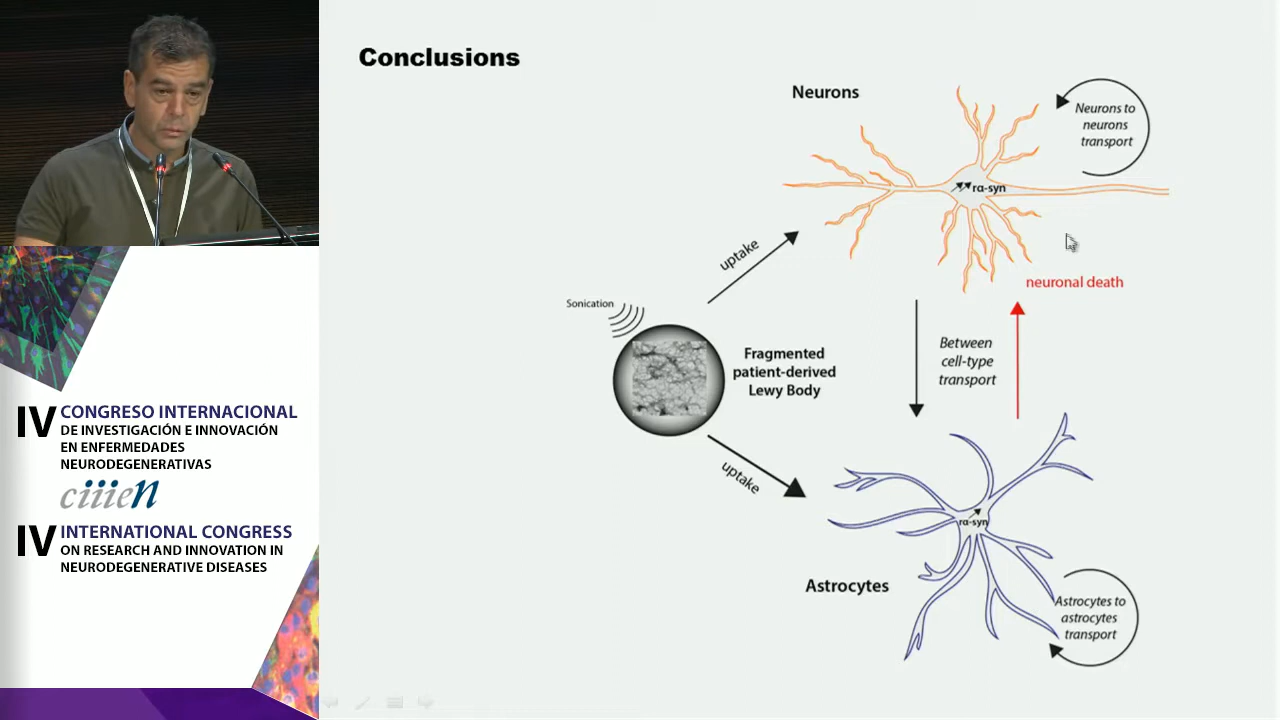 Conclusions
Neurons
Neurons to
neurons
transport
rα-syn
uptake
neuronal death
Sonication
Fragmented
patient-derived
Lewy Body
Between
cell-type
transport
uptake
rα-syn
Astrocytes
Astrocytes to
astrocytes
transport
IV CONGRESO INTERNACIONAL
DE INVESTIGACIÓN E INNOVACIÓN
EN ENFERMEDADES
NEURODEGENERATIVAS
ciiieN
IV INTERNATIONAL CONGRESS
ON RESEARCH AND INNOVATION IN
NEURODEGENERATIVE DISEASES